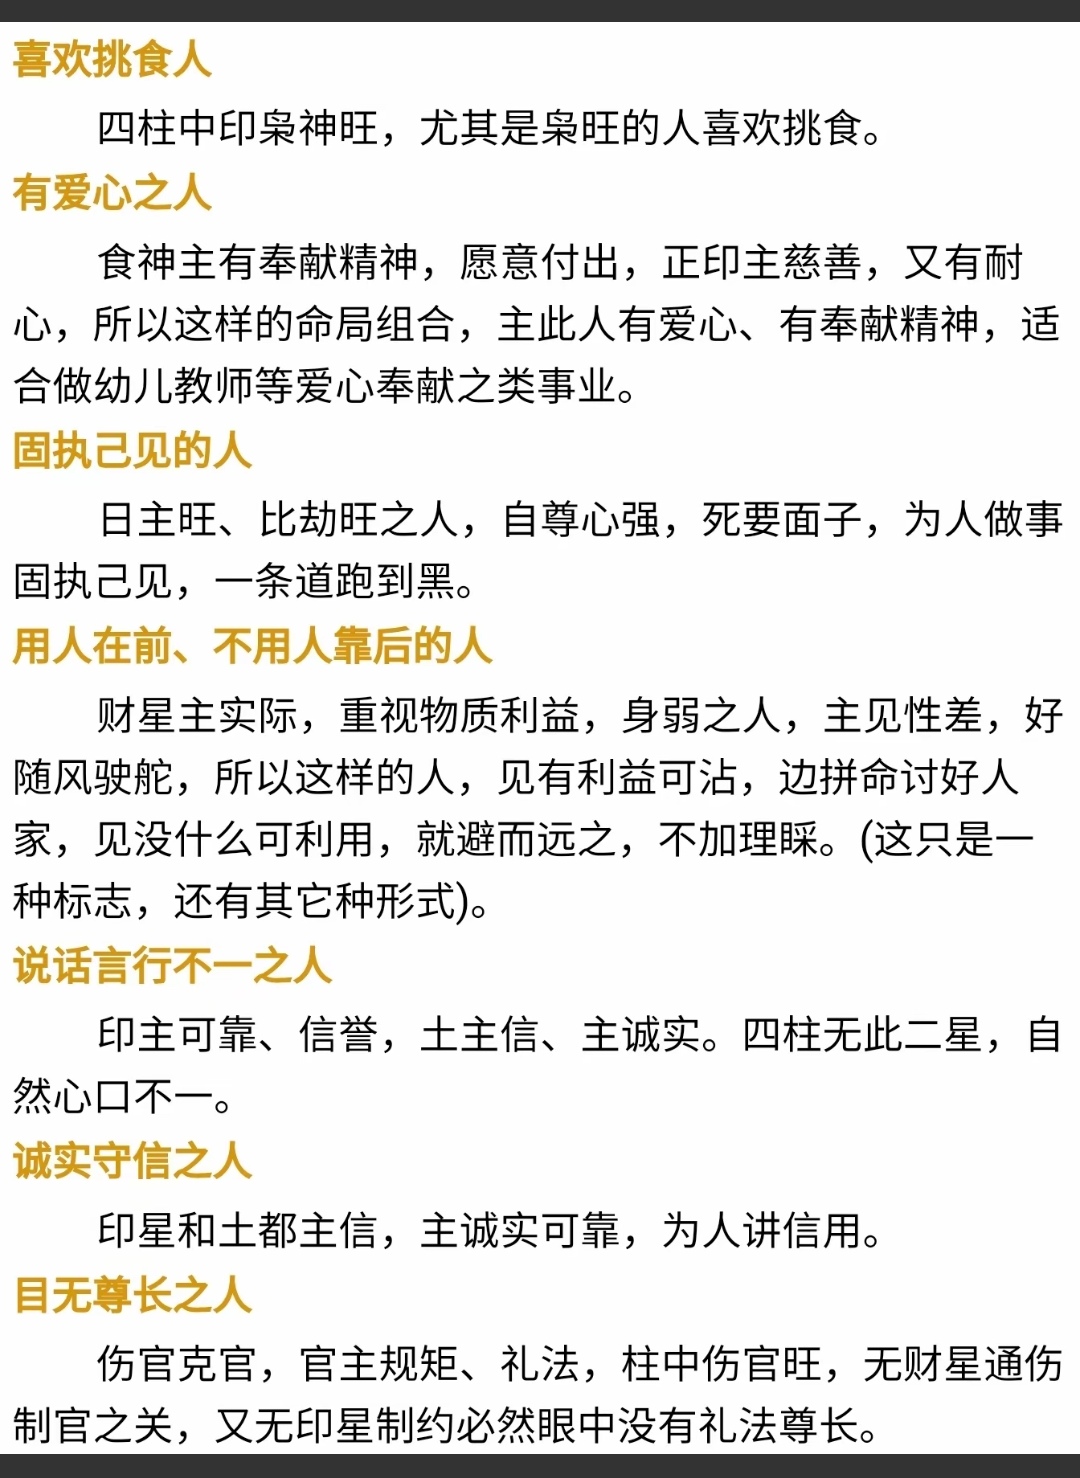 喜欢挑食人
四柱中印枭神旺，尤其是枭旺的人喜欢挑食。
有爱心之人
食神主有奉献精神，愿意付出，正印主慈善，又有耐
心，所以这样的命局组合，主此人有爱心、有奉献精神，适
合做幼儿教师等爱心奉献之类事业。
固执己见的人
日主旺、比劫旺之人，自尊心强，死要面子，为人做事
固执己见，一条道跑到黑。
用人在前、不用人靠后的人
财星主实际，重视物质利益，身弱之人，主见性差，好
随风驶舵，所以这样的人，见有利益可沾，边拼命讨好人
家，见没什么可利用，就避而远之，不加理睬。(这只是一
种标志，还有其它种形式)。
说话言行不一之人
印主可靠、信誉，土主信、主诚实。四柱无此二星，自
然心口不一。
诚实守信之人
印星和土都主信，主诚实可靠，为人讲信用。
目无尊长之人
伤官克官，官主规矩、礼法，柱中伤官旺，无财星通伤
制官之关，又无印星制约必然眼中没有礼法尊长。